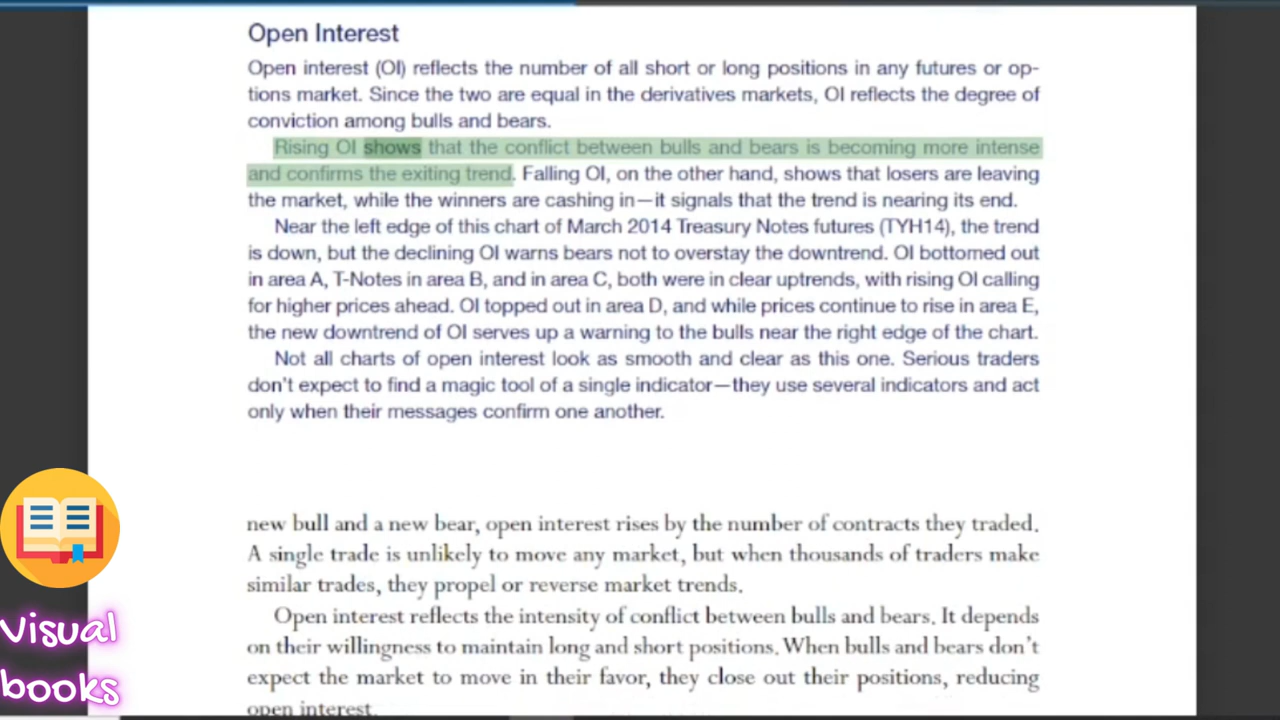 Open Interest
Open interest (OI) reflects the number of all short or long positions in any futures or op-
tions market. Since the two are equal in the derivatives markets, OI reflects the degree of
conviction among bulls and bears.
Rising OI shows that the conflict between bulls and bears is becoming more intense
and confirms the exiting trend. Falling OI, on the other hand, shows that losers are leaving
the market, while the winners are cashing in—it signals that the trend is nearing its end.
Near the left edge of this chart of March 2014 Treasury Notes futures (TYH14), the trend
is down, but the declining OI warns bears not to overstay the downtrend. OI bottomed out
in area A, T-Notes in area B, and in area C, both were in clear uptrends, with rising OI calling
for higher prices ahead. OI topped out in area D, and while prices continue to rise in area E,
the new downtrend of OI serves up a warning to the bulls near the right edge of the chart.
Not all charts of open interest look as smooth and clear as this one. Serious traders
don't expect to find a magic tool of a single indicator—they use several indicators and act
only when their messages confirm one another.
new bull and a new bear, open interest rises by the number of contracts they traded.
A single trade is unlikely to move any market, but when thousands of traders make
similar trades, they propel or reverse market trends.
Open interest reflects the intensity of conflict between bulls and bears. It depends
on their willingness to maintain long and short positions. When bulls and bears don't
expect the market to move in their favor, they close out their positions, reducing
open interest.
Visual
books